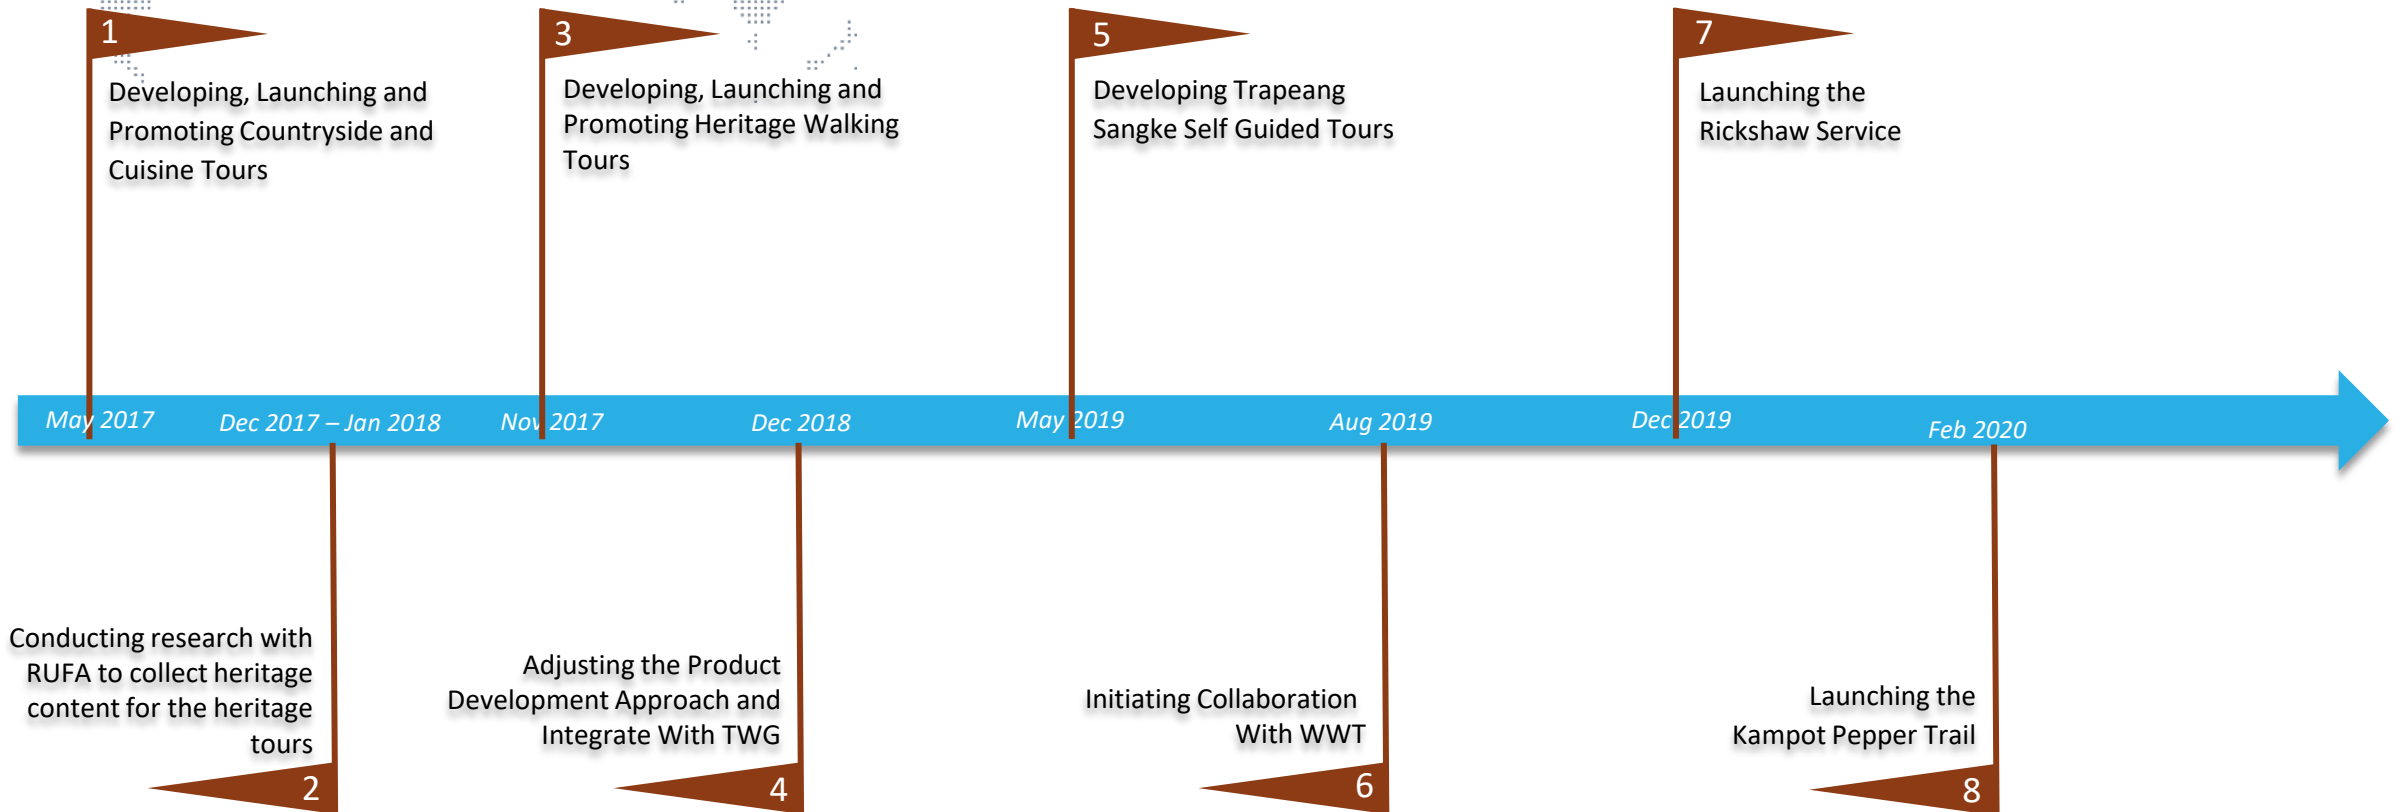 1
Developing, Launching and
Promoting Countryside and
Cuisine Tours
3
Developing, Launching and
Promoting Heritage Walking
Tours
5
Developing Trapeang
Sangke Self Guided Tours
7
Launching the
Rickshaw Service
May 2017
Dec 2017 – Jan 2018
Nov 2017
Dec 2018
May 2019
Aug 2019
Dec 2019
Feb 2020
Conducting research with
RUFA to collect heritage
content for the heritage
tours
2
Adjusting the Product
Development Approach and
Integrate With TWG
4
Initiating Collaboration
With WWT
6
Launching the
Kampot Pepper Trail
8